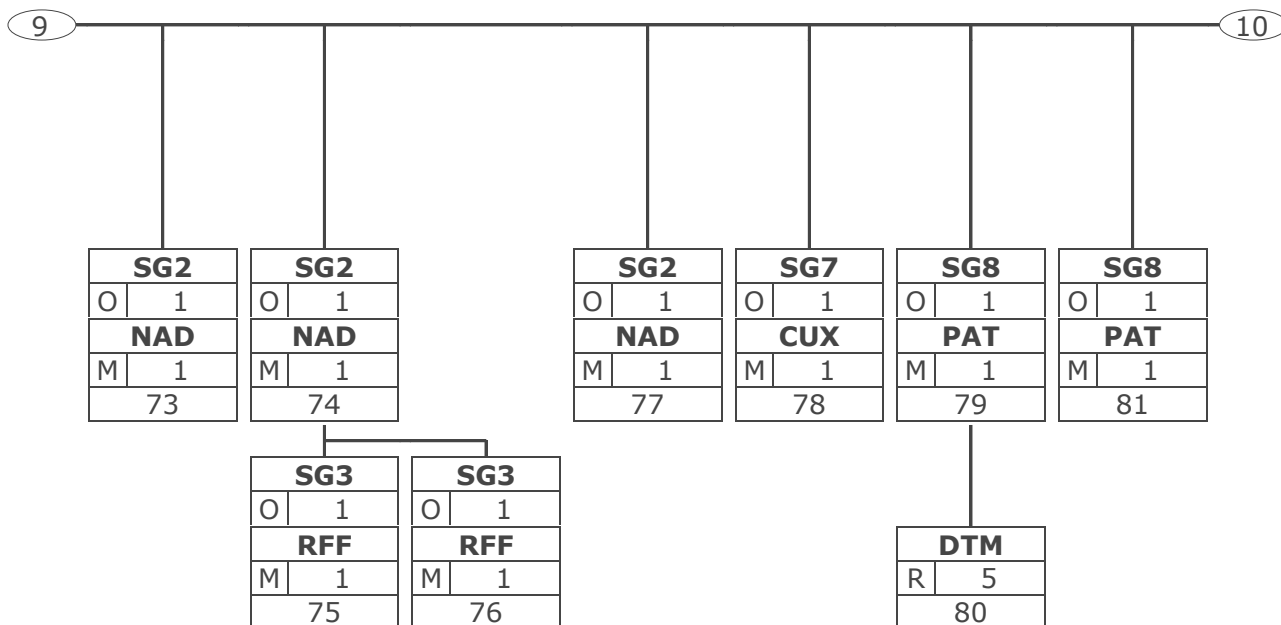 9 10
SG2 SG2 SG2 SG7 SG8 SG8
O 1 O 1 O 1 O 1 O 1 O 1
NAD NAD NAD CUX PAT PAT
M 1 M 1 M 1 M 1 M 1 M 1
73 74 77 78 79 81
SG3 SG3
O 1 O 1
RFF RFF DTM
M 1 M 1 R 5
75 76 80